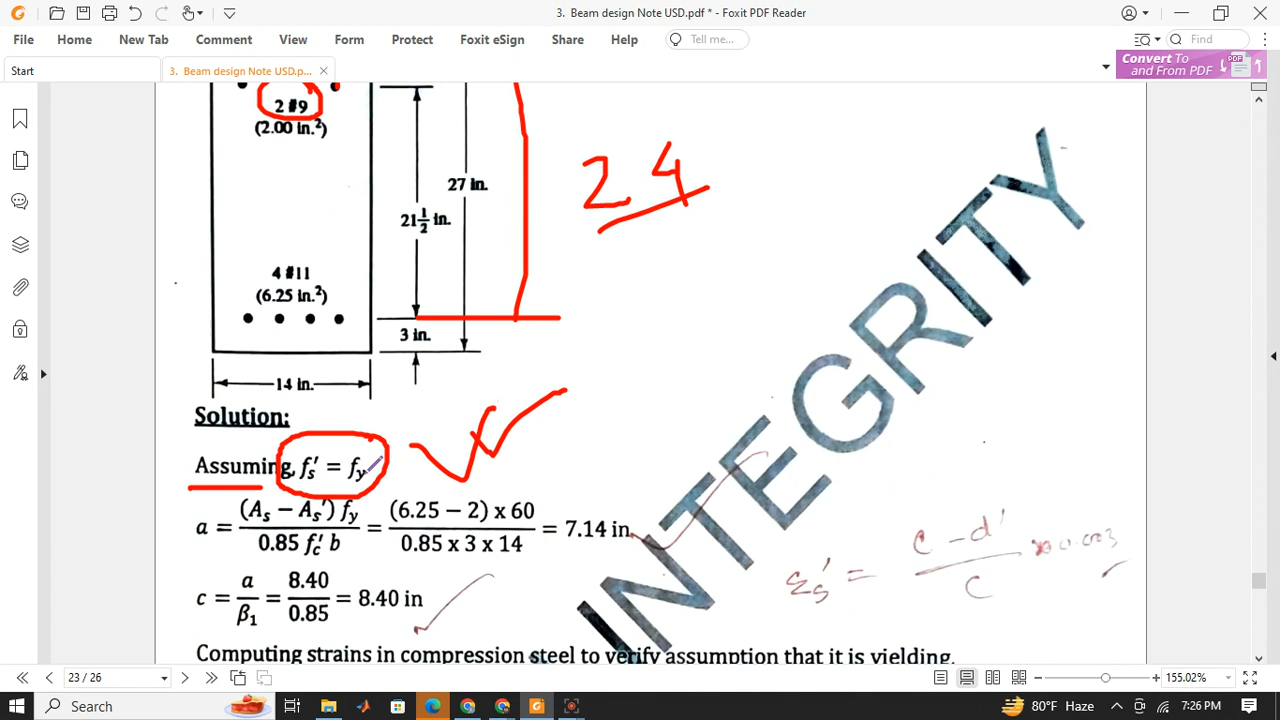 3. Beam design Note USD.pdf * - Foxit PDF Reader
File Home New Tab Comment View Form Protect Foxit eSign Share Help Tell me... Find
Start 3. Beam design Note USD.p...
Convert To and From PDF
2 #9
(2.00 in.²)
24
27 in.
21½ in.
4 #11
(6.25 in.²)
3 in.
14 in.
INTEGRITY
Solution:
Assuming, fs′ = fy
a = (As − As′) fy / 0.85 fc′ b = (6.25 − 2) x 60 / 0.85 x 3 x 14 = 7.14 in.
εs′ = c − d′ / c x 0.003
c = a / β1 = 8.40 / 0.85 = 8.40 in
Computing strains in compression steel to verify assumption that it is yielding.
23 / 26 155.02%
Search 80°F Haze 7:26 PM